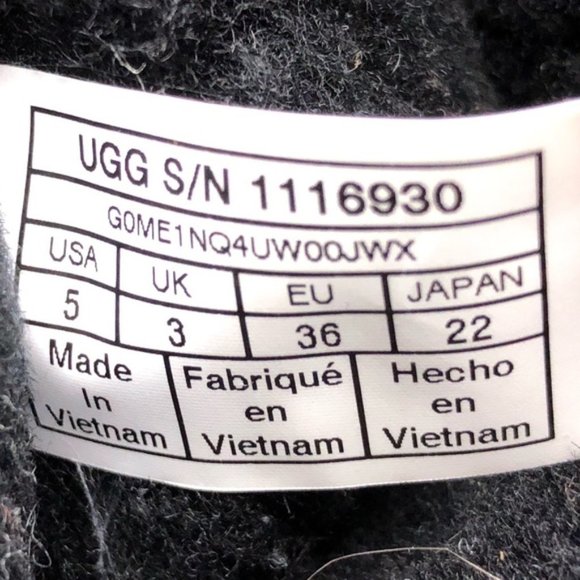 UGG S/N 1116930
G0ME1NQ4UW00JWX
USA UK EU JAPAN
5 3 36 22
Made In Vietnam
Fabriqué en Vietnam
Hecho en Vietnam